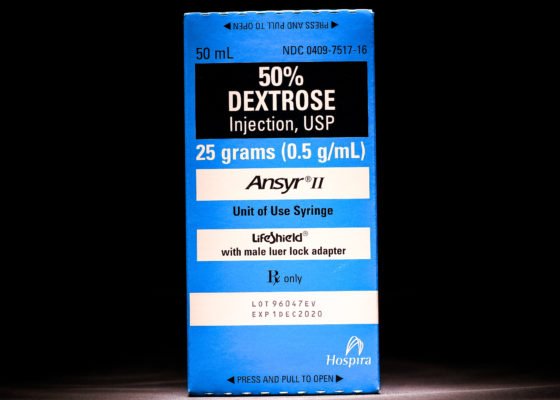 ◀ PRESS AND PULL TO OPEN ▶
50 mL NDC 0409-7517-16
50%
DEXTROSE
Injection, USP
25 grams (0.5 g/mL)
Ansyr® II
Unit of Use Syringe
LifeShield®
with male luer lock adapter
℞ only
LOT 96047EV
EXP 1DEC2020
Hospira
◀ PRESS AND PULL TO OPEN ▶